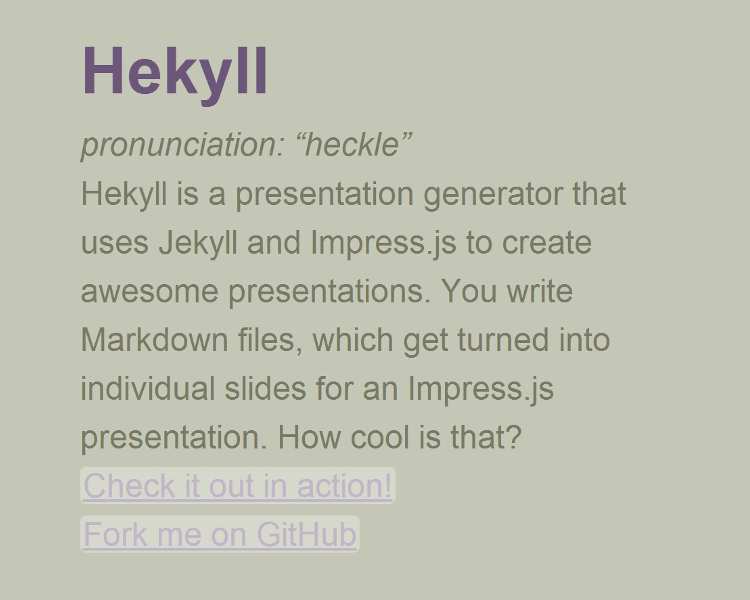 Hekyll
pronunciation: “heckle”
Hekyll is a presentation generator that
uses Jekyll and Impress.js to create
awesome presentations. You write
Markdown files, which get turned into
individual slides for an Impress.js
presentation. How cool is that?
Check it out in action!
Fork me on GitHub